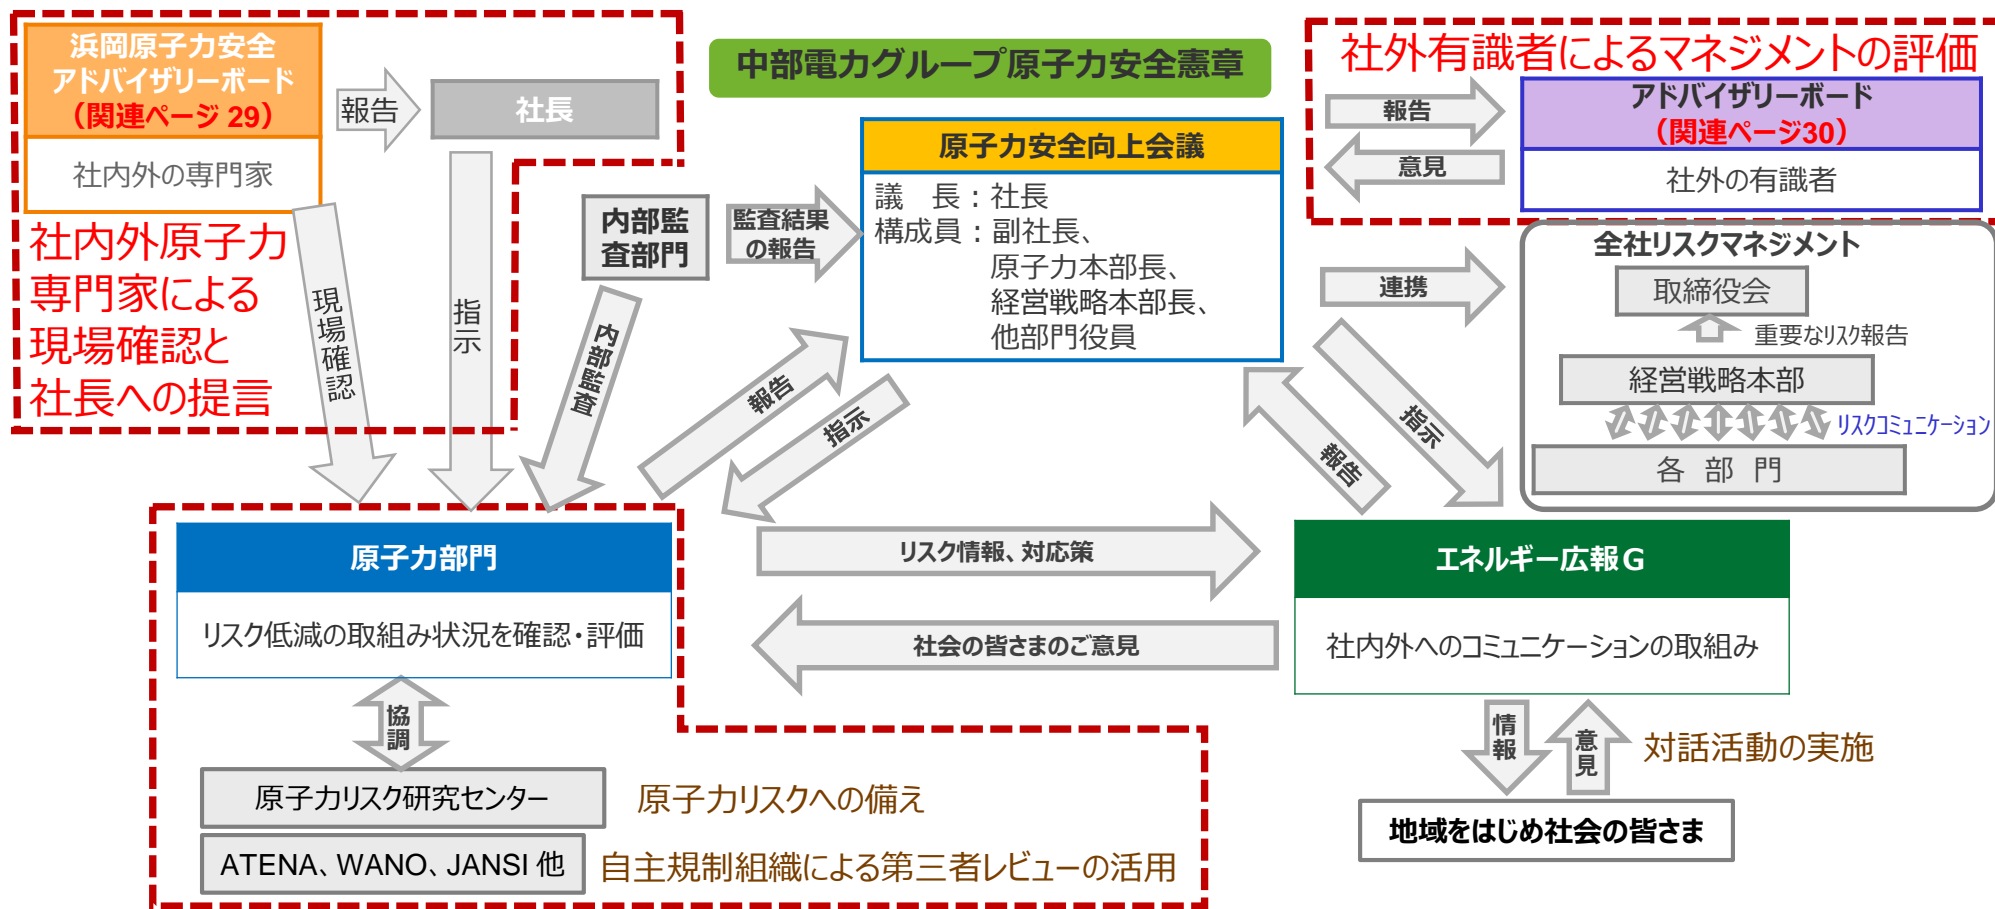 浜岡原子力安全
アドバイザリーボード
（関連ページ 29）
社内外の専門家
報告
社長
社内外原子力
専門家による
現場確認と
社長への提言
現場確認
指示
中部電力グループ原子力安全憲章
社外有識者によるマネジメントの評価
報告
意見
アドバイザリーボード
（関連ページ30）
社外の有識者
内部監
査部門
監査結果
の報告
内部監査
原子力安全向上会議
議　長：社長
構成員：副社長、
原子力本部長、
経営戦略本部長、
他部門役員
連携
全社リスクマネジメント
取締役会
重要なリスク報告
経営戦略本部
リスクコミュニケーション
各 部 門
報告
指示
報告
指示
原子力部門
リスク低減の取組み状況を確認・評価
リスク情報、対応策
社会の皆さまのご意見
エネルギー広報G
社内外へのコミュニケーションの取組み
協調
原子力リスク研究センター
原子力リスクへの備え
ATENA、WANO、JANSI 他
自主規制組織による第三者レビューの活用
情報
意見
対話活動の実施
地域をはじめ社会の皆さま